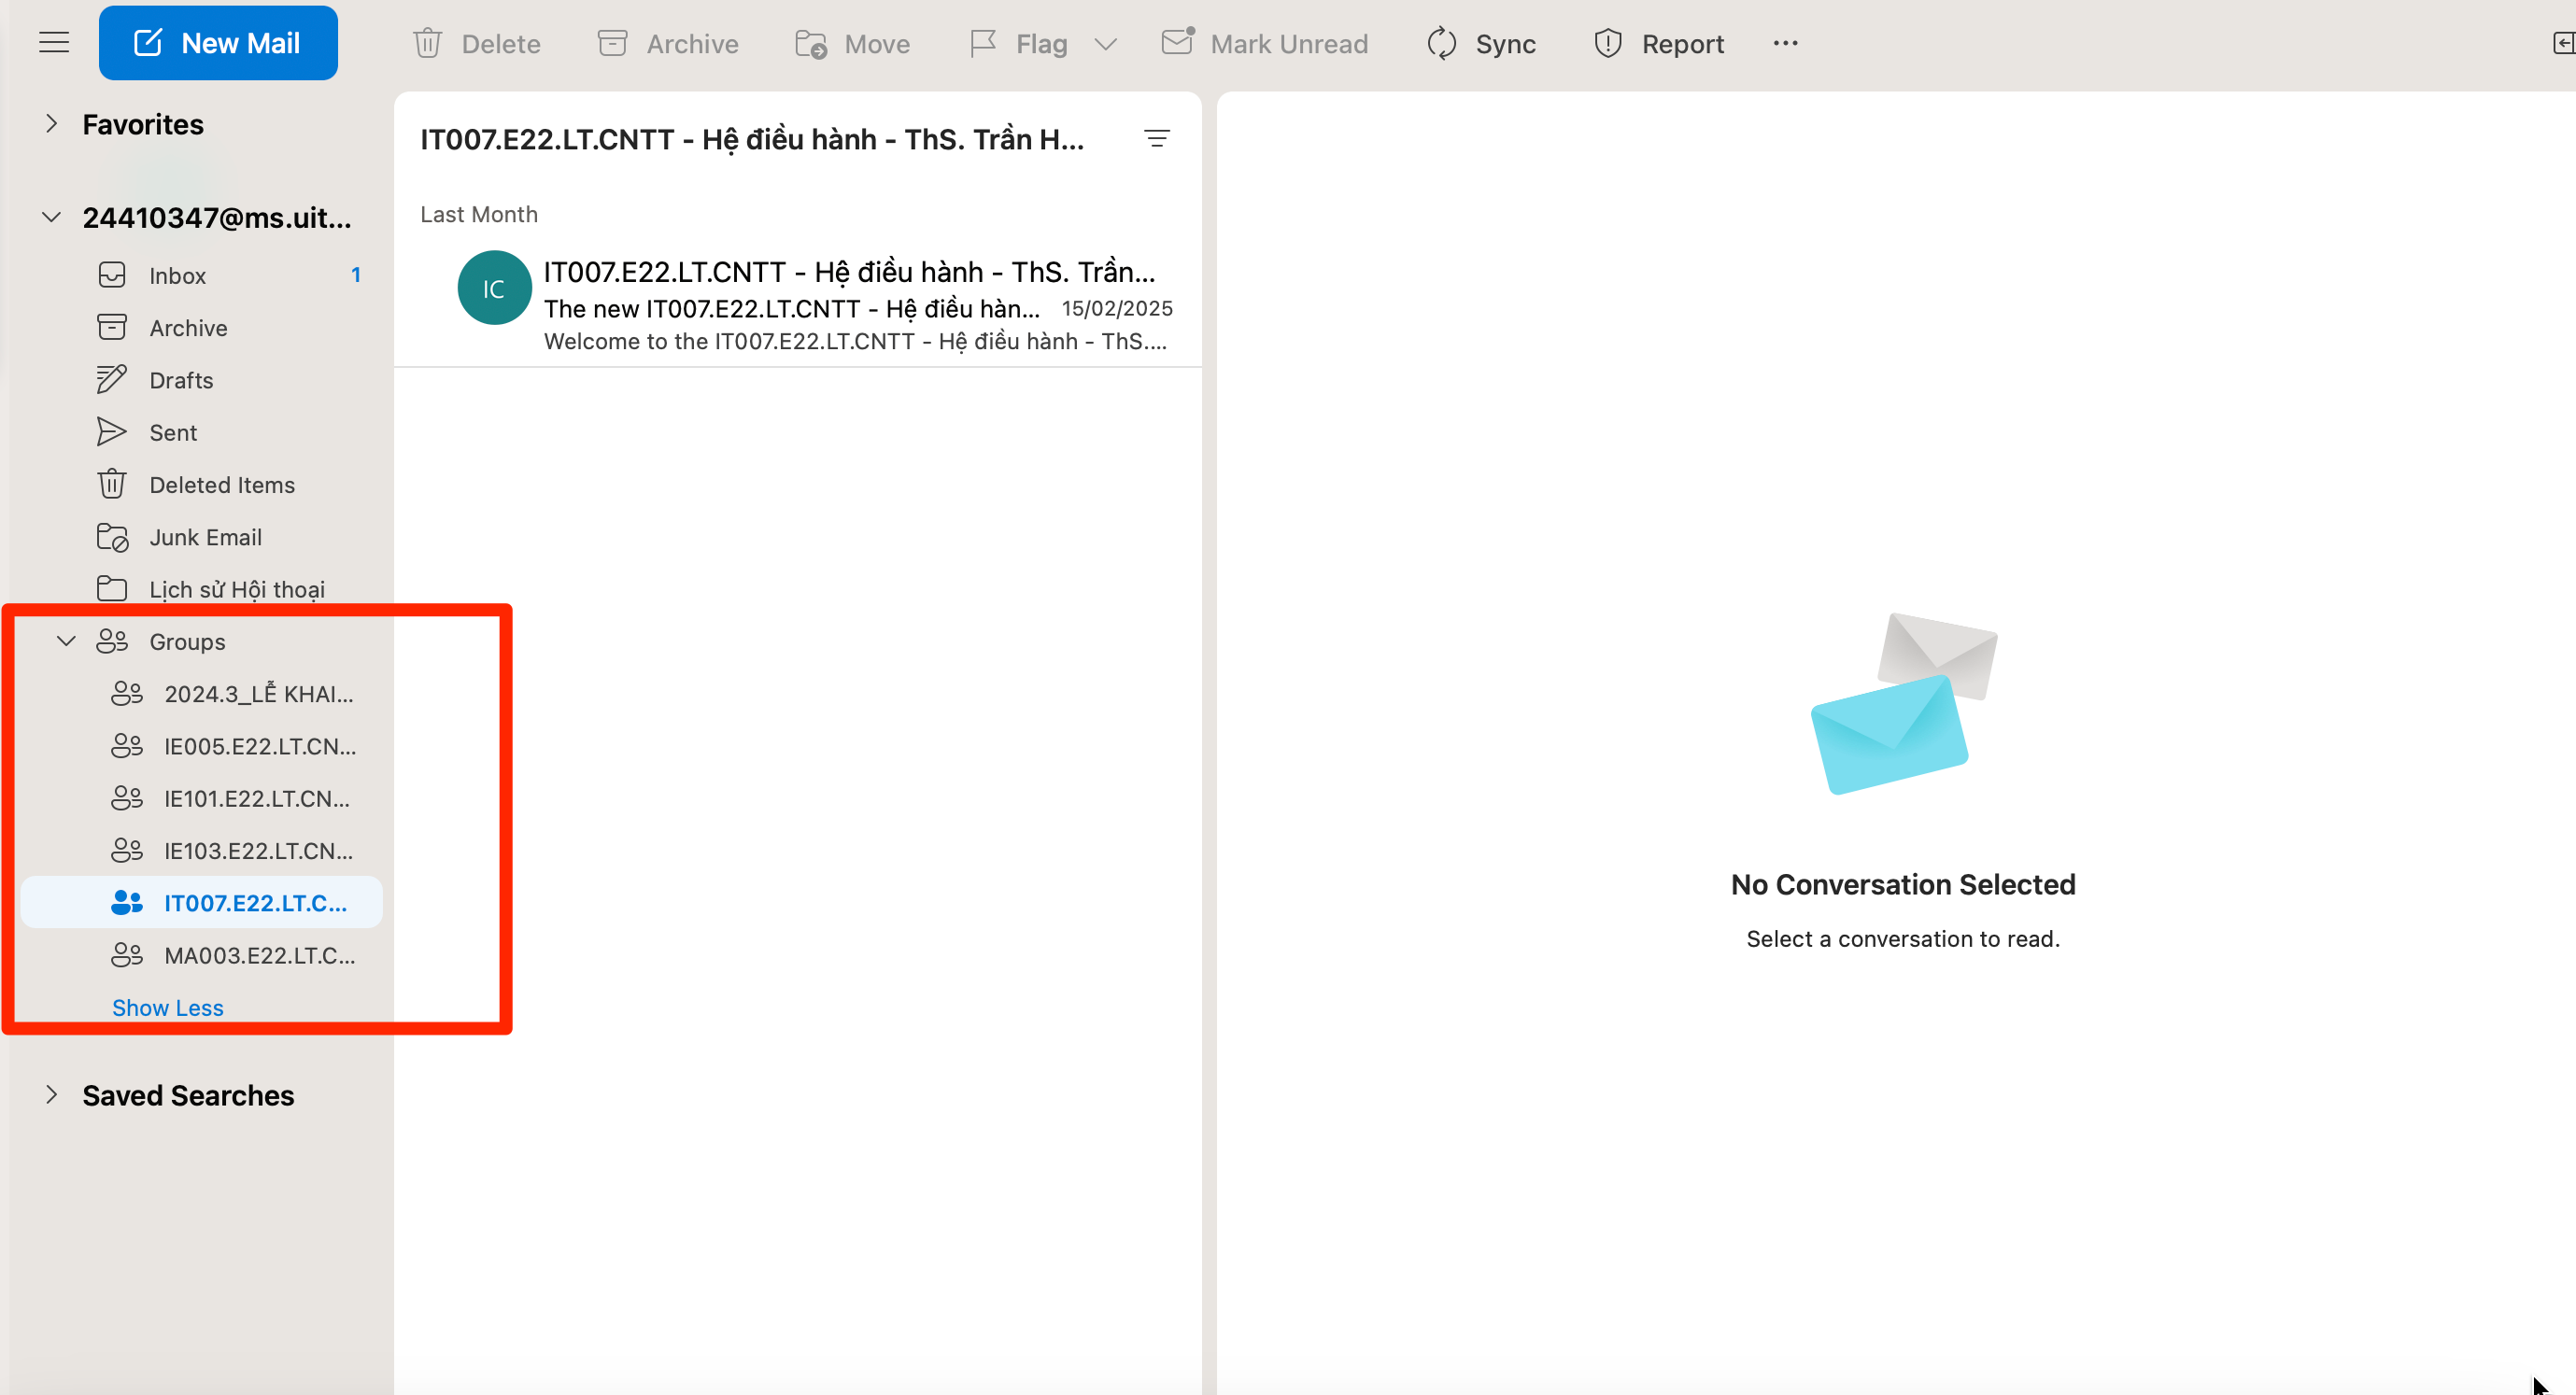 New Mail
Delete
Archive
Move
Flag
Mark Unread
Sync
Report
Favorites
24410347@ms.uit...
Inbox 1
Archive
Drafts
Sent
Deleted Items
Junk Email
Lịch sử Hội thoại
Groups
2024.3_LỄ KHAI...
IE005.E22.LT.CN...
IE101.E22.LT.CN...
IE103.E22.LT.CN...
IT007.E22.LT.C...
MA003.E22.LT.C...
Show Less
Saved Searches
IT007.E22.LT.CNTT - Hệ điều hành - ThS. Trần H...
Last Month
IC
IT007.E22.LT.CNTT - Hệ điều hành - ThS. Trần...
The new IT007.E22.LT.CNTT - Hệ điều hàn... 15/02/2025
Welcome to the IT007.E22.LT.CNTT - Hệ điều hành - ThS....
No Conversation Selected
Select a conversation to read.